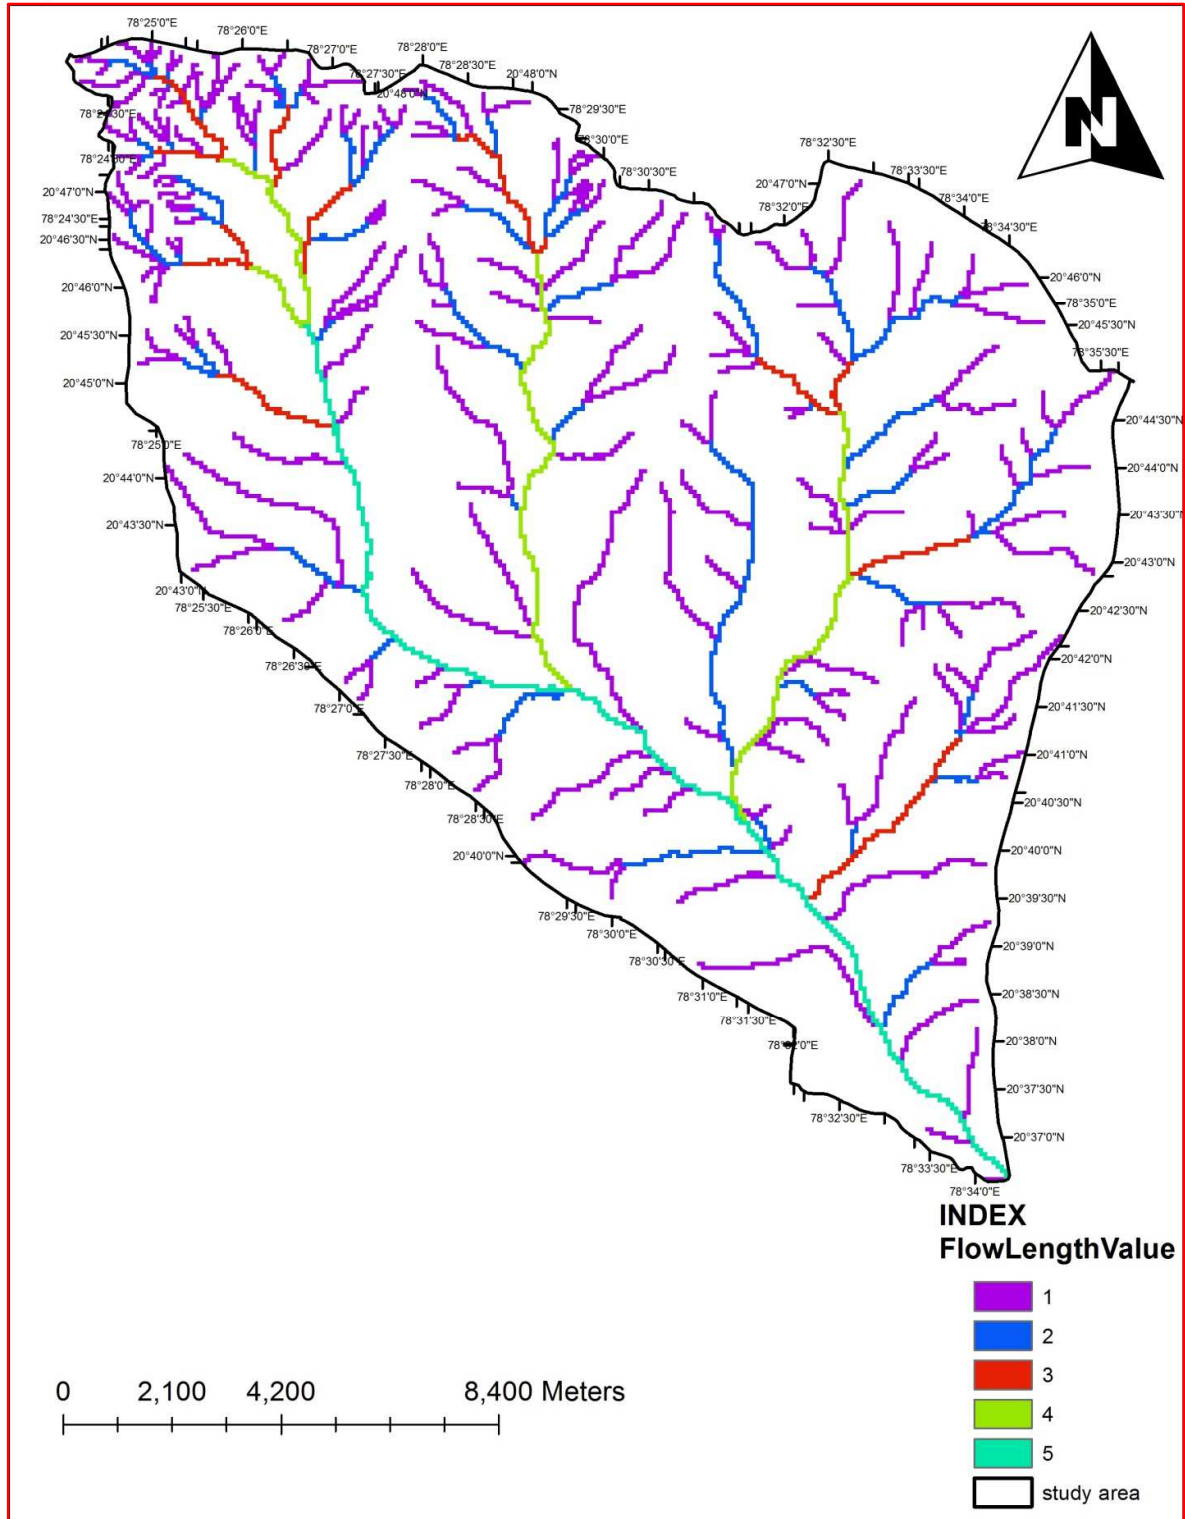 78°25'0"E
78°26'0"E
78°27'0"E
78°28'0"E
78°27'30"E
78°28'30"E
20°48'0"N
20°48'0"N
78°29'30"E
78°30'0"E
78°30'30"E
N
78°32'30"E
20°47'0"N
78°32'0"E
78°33'30"E
78°34'0"E
78°34'30"E
20°46'0"N
78°35'0"E
20°45'30"N
78°35'30"E
20°47'0"N
78°24'30"E
20°46'30"N
20°46'0"N
20°45'30"N
20°45'0"N
78°25'0"E
20°44'0"N
20°43'30"N
20°43'0"N
78°25'30"E
78°26'0"E
78°26'30"E
78°27'0"E
78°27'30"E
78°28'0"E
78°28'30"E
20°40'0"N
78°29'30"E
78°30'0"E
78°30'30"E
78°31'0"E
78°31'30"E
78°32'30"E
78°33'30"E
78°34'0"E
20°44'30"N
20°44'0"N
20°43'30"N
20°43'0"N
20°42'30"N
20°42'0"N
20°41'30"N
20°41'0"N
20°40'30"N
20°40'0"N
20°39'30"N
20°39'0"N
20°38'30"N
20°38'0"N
20°37'30"N
20°37'0"N
INDEX
FlowLengthValue
1
2
3
4
5
study area
0 2,100 4,200 8,400 Meters